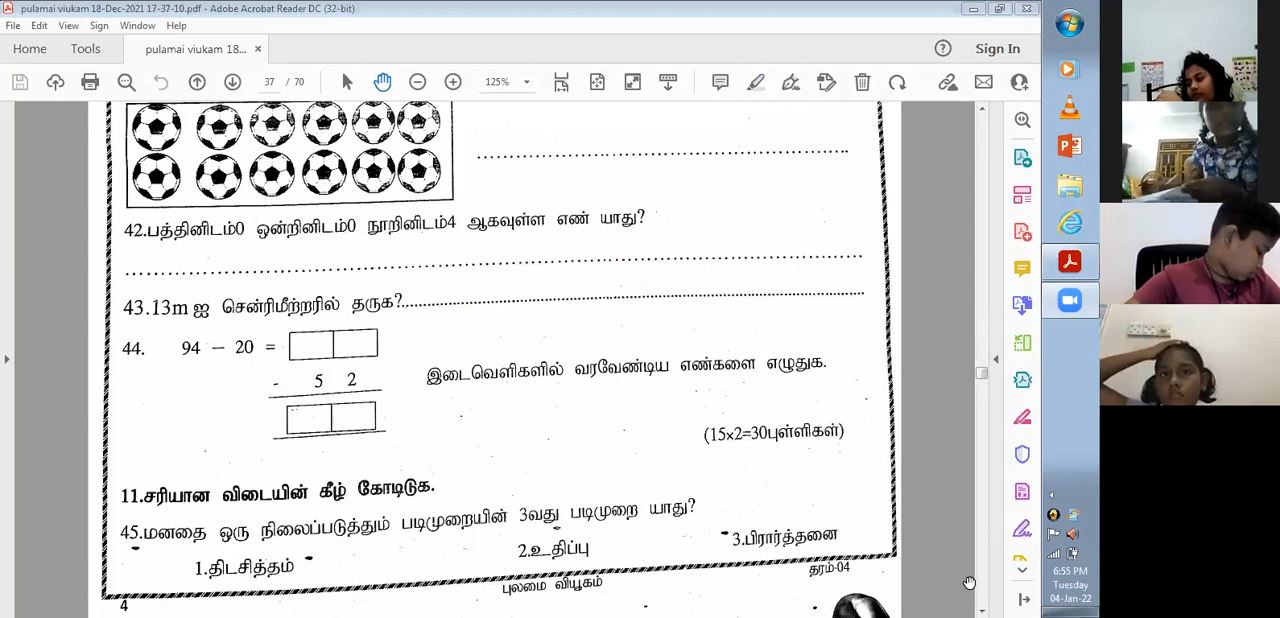 pulamai viukam 18-Dec-2021 17-37-10.pdf - Adobe Acrobat Reader DC (32-bit)
File Edit View Sign Window Help
Home Tools pulamai viukam 18... × Sign In
37 / 70 125%
42.பத்தினிடம்0 ஒன்றினிடம்0 நூறினிடம்4 ஆகவுள்ள எண் யாது?
43.13m ஐ சென்ரிமீற்றரில் தருக?
44. 94 – 20 =
- 5 2 இடைவெளிகளில் வரவேண்டிய எண்களை எழுதுக.
(15x2=30புள்ளிகள்)
11.சரியான விடையின் கீழ் கோடிடுக.
45.மனதை ஒரு நிலைப்படுத்தும் படிமுறையின் 3வது படிமுறை யாது?
1.திடசித்தம் 2.உதிப்பு 3.பிரார்த்தனை
புலமை வியூகம் தரம்-04
4
6:55 PM
Tuesday
04-Jan-22